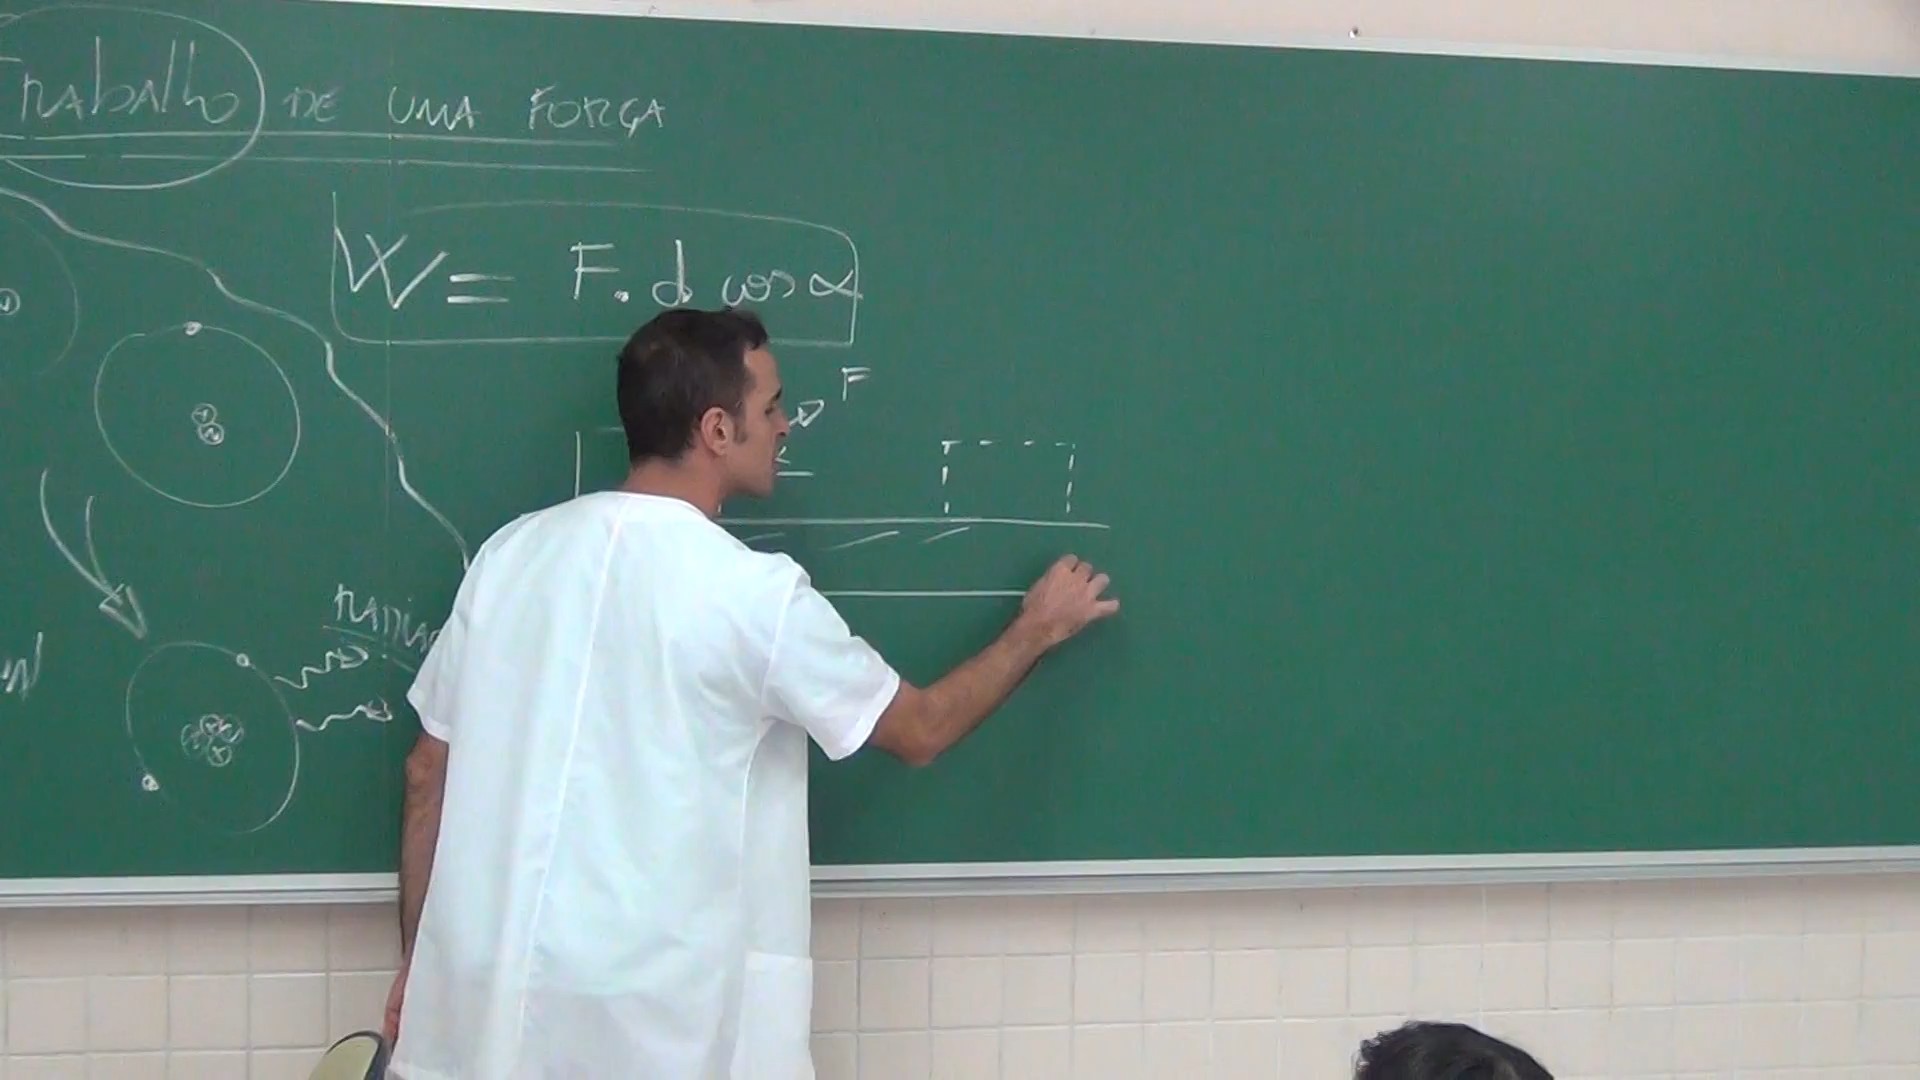 TRAbAlho DE UMA FORÇA
W = F. d cos α
F
N